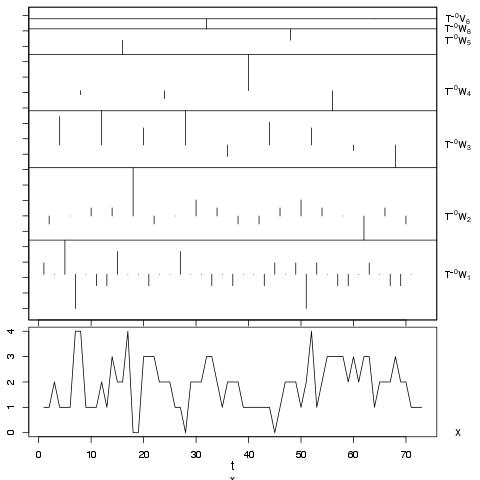 T⁻⁰V₆
T⁻⁰W₆
T⁻⁰W₅
T⁻⁰W₄
T⁻⁰W₃
T⁻⁰W₂
T⁻⁰W₁
4
3
2
1
0
X
0 10 20 30 40 50 60 70
t
x